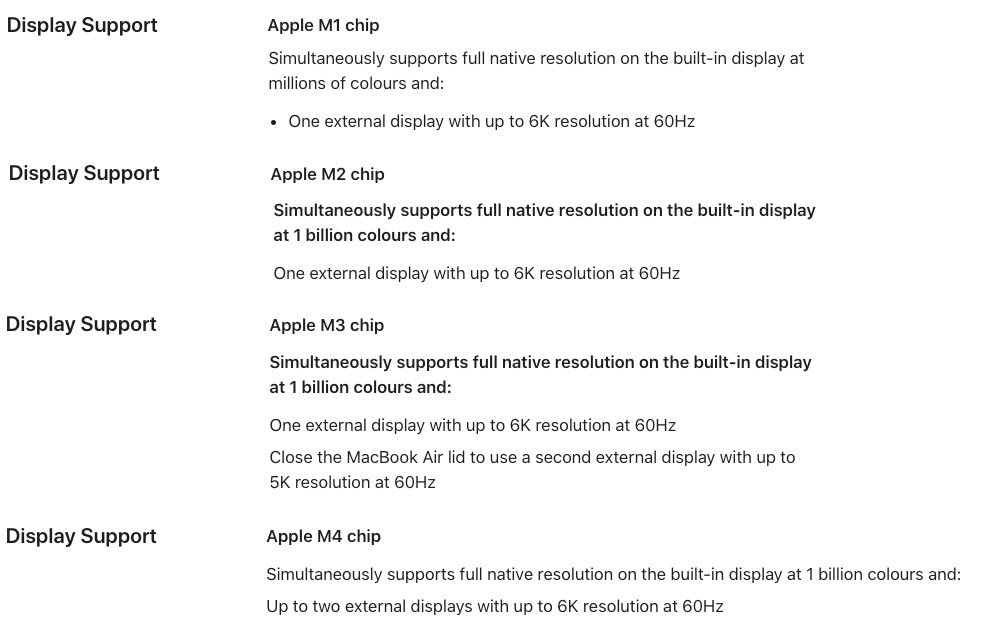 Display Support
Apple M1 chip
Simultaneously supports full native resolution on the built-in display at
millions of colours and:
• One external display with up to 6K resolution at 60Hz
Display Support
Apple M2 chip
Simultaneously supports full native resolution on the built-in display
at 1 billion colours and:
One external display with up to 6K resolution at 60Hz
Display Support
Apple M3 chip
Simultaneously supports full native resolution on the built-in display
at 1 billion colours and:
One external display with up to 6K resolution at 60Hz
Close the MacBook Air lid to use a second external display with up to
5K resolution at 60Hz
Display Support
Apple M4 chip
Simultaneously supports full native resolution on the built-in display at 1 billion colours and:
Up to two external displays with up to 6K resolution at 60Hz